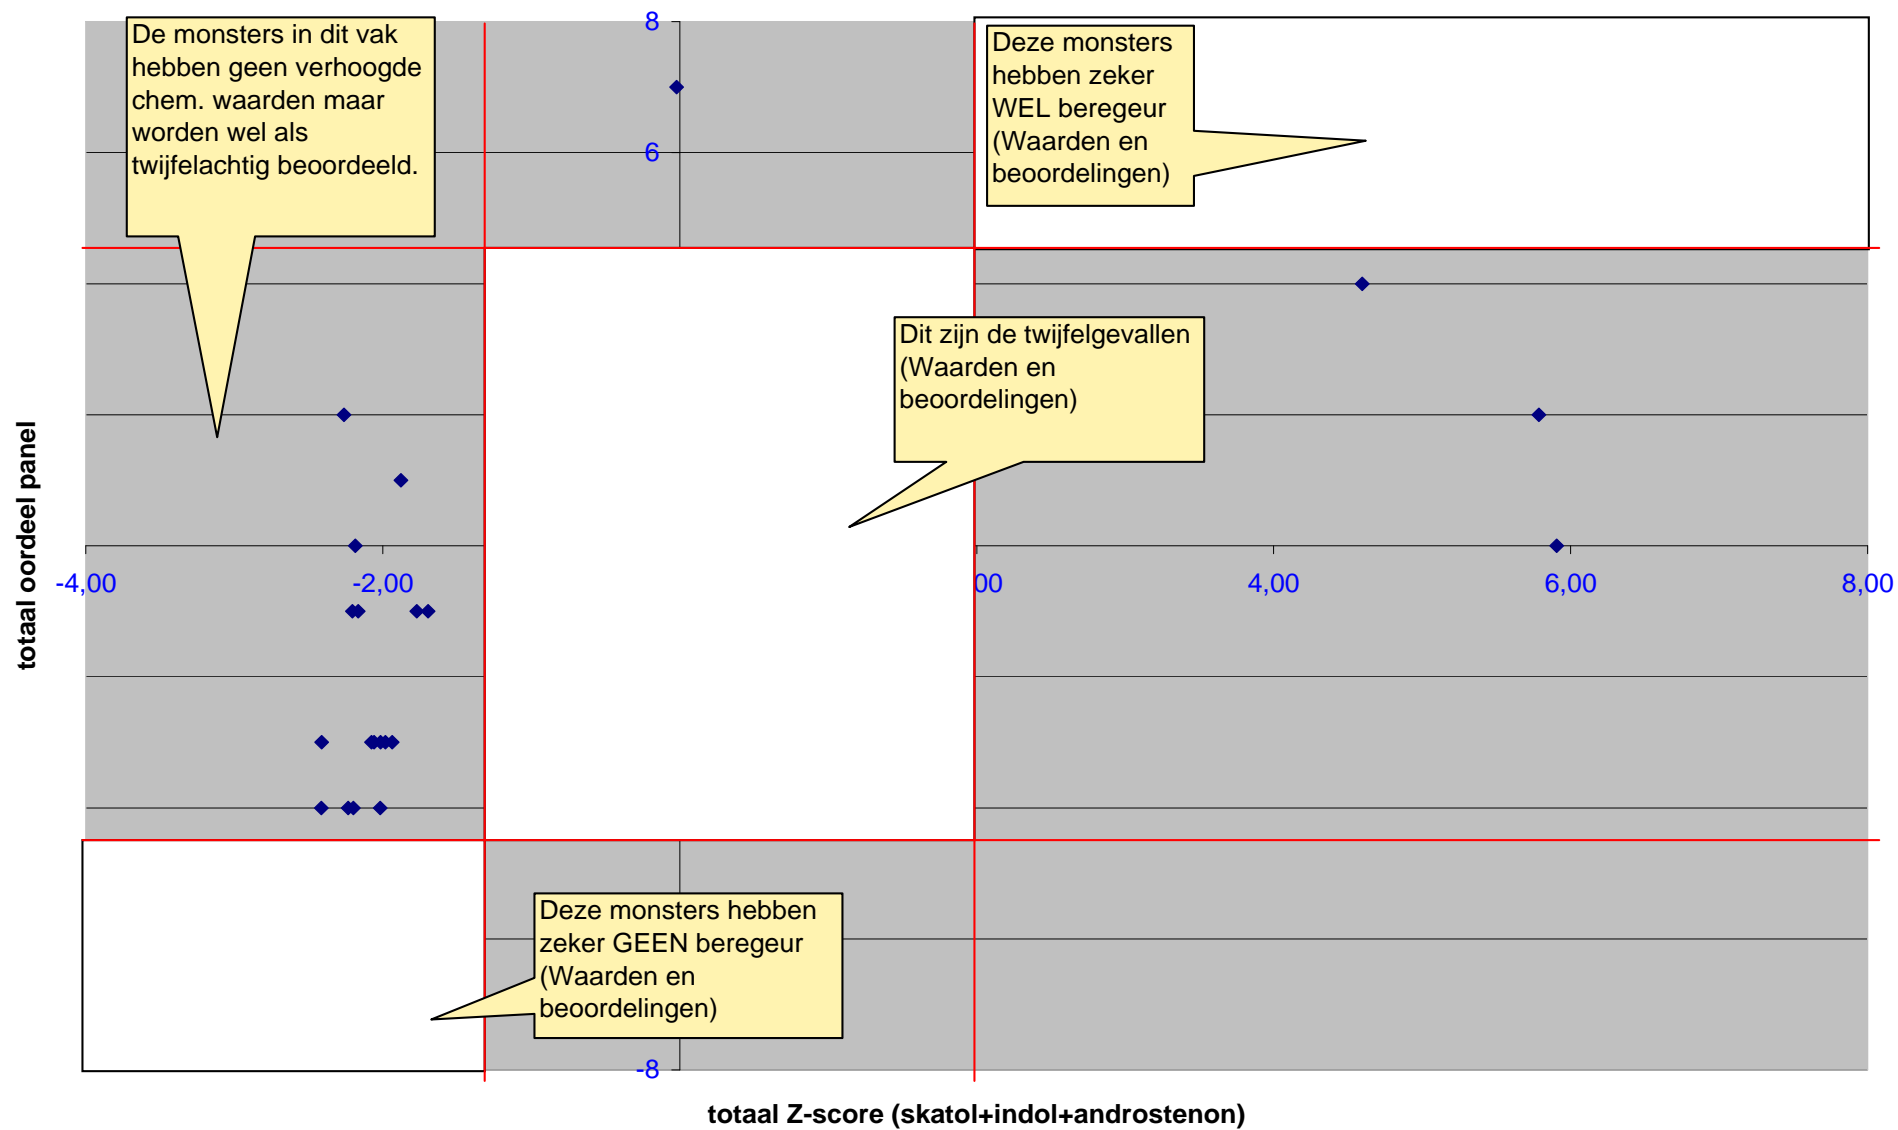 De monsters in dit vak
hebben geen verhoogde
chem. waarden maar
worden wel als
twijfelachtig beoordeeld.
8
6
Deze monsters
hebben zeker
WEL beregeur
(Waarden en
beoordelingen)
Dit zijn de twijfelgevallen
(Waarden en
beoordelingen)
totaal oordeel panel
-4,00 -2,00 00 4,00 6,00 8,00
Deze monsters hebben
zeker GEEN beregeur
(Waarden en
beoordelingen)
-8
totaal Z-score (skatol+indol+androstenon)